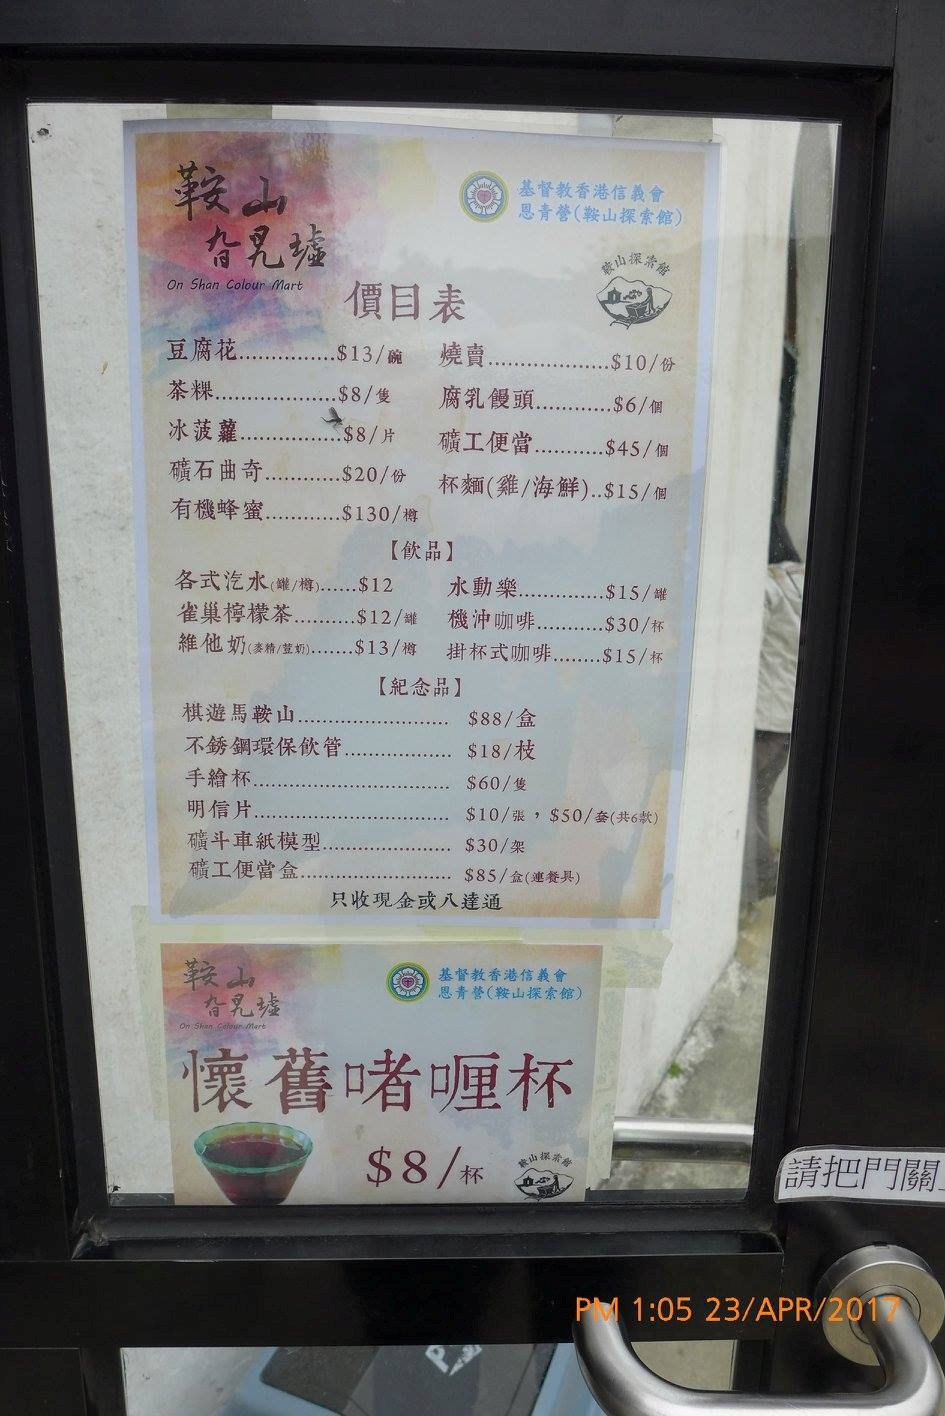 鞍山
旮旯墟
On Shan Colour Mart
基督教香港信義會
恩青營(鞍山探索館)
鞍山探索館
價目表
豆腐花..............$13/碗
燒賣..................$10/份
茶粿..................$8/隻
腐乳饅頭...........$6/個
冰菠蘿...............$8/片
礦工便當..........$45/個
礦石曲奇...........$20/份
杯麵(雞/海鮮)..$15/個
有機蜂蜜...........$130/樽
【飲品】
各式汽水(罐/樽)......$12
水動樂.............$15/罐
雀巢檸檬茶.........$12/罐
機沖咖啡..........$30/杯
維他奶(麥精/荳奶).......$13/樽
掛杯式咖啡.......$15/杯
【紀念品】
棋遊馬鞍山...................... $88/盒
不銹鋼環保飲管................ $18/枝
手繪杯............................. $60/隻
明信片............................. $10/張，$50/套(共6款)
礦斗車紙模型................... $30/架
礦工便當盒...................... $85/盒(連餐具)
只收現金或八達通
鞍山
旮旯墟
On Shan Colour Mart
基督教香港信義會
恩青營(鞍山探索館)
懷舊啫喱杯
$8/杯
鞍山探索館
請把門關
PM 1:05 23/APR/2017